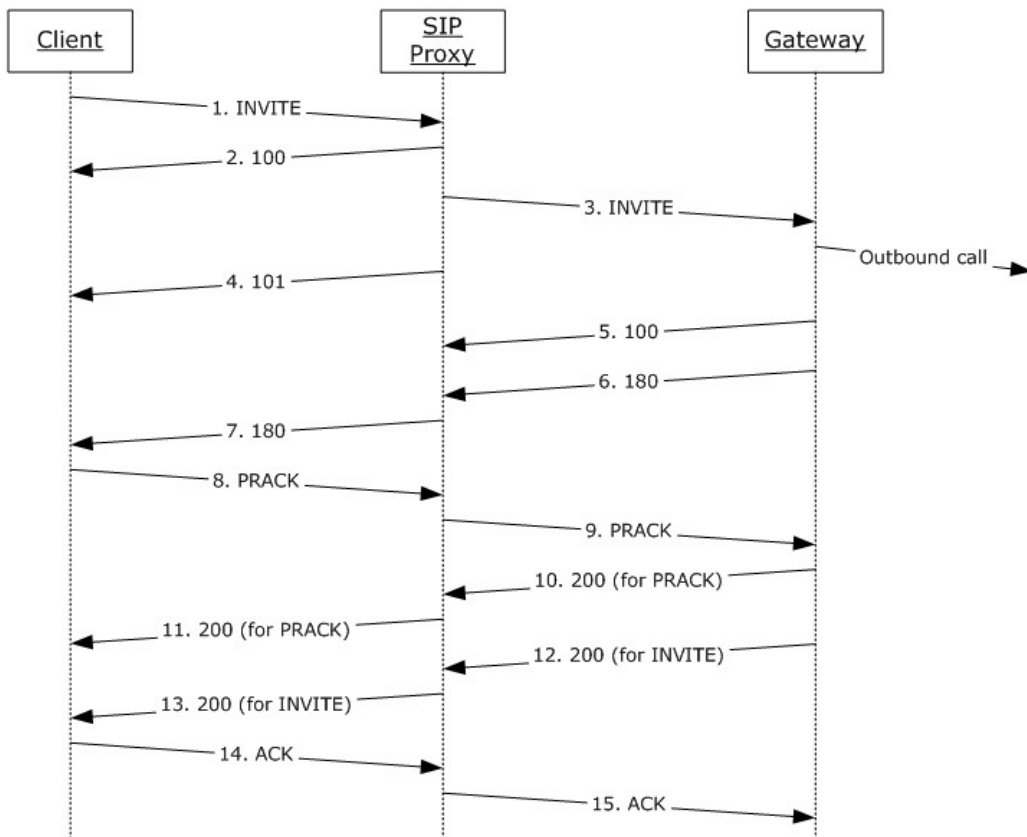 Client
SIP
Proxy
Gateway
1. INVITE
2. 100
3. INVITE
Outbound call
4. 101
5. 100
6. 180
7. 180
8. PRACK
9. PRACK
10. 200 (for PRACK)
11. 200 (for PRACK)
12. 200 (for INVITE)
13. 200 (for INVITE)
14. ACK
15. ACK